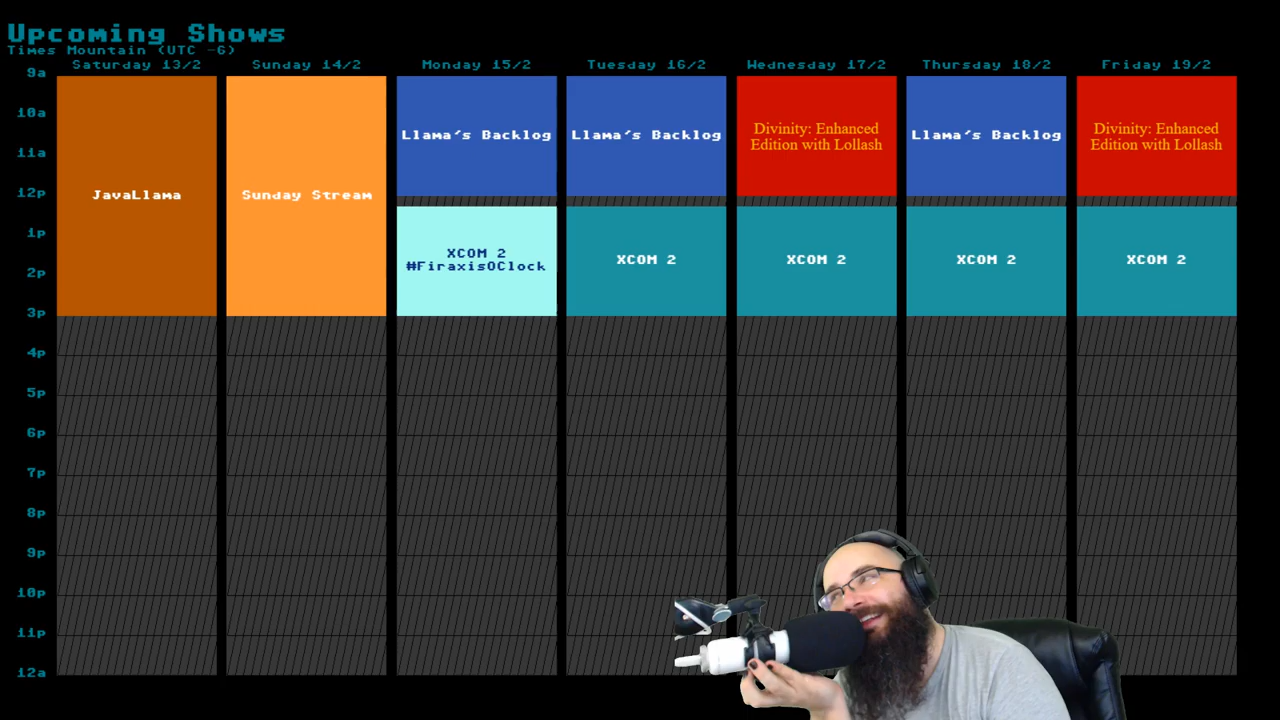 Upcoming Shows
Times Mountain (UTC -6)
Saturday 13/2
Sunday 14/2
Monday 15/2
Tuesday 16/2
Wednesday 17/2
Thursday 18/2
Friday 19/2
9a
10a
11a
12p
1p
2p
3p
4p
5p
6p
7p
8p
9p
10p
11p
12a
JavaLlama
Sunday Stream
Llama's Backlog
XCOM 2
#FiraxisOClock
Llama's Backlog
XCOM 2
Divinity: Enhanced
Edition with Lollash
XCOM 2
Llama's Backlog
XCOM 2
Divinity: Enhanced
Edition with Lollash
XCOM 2